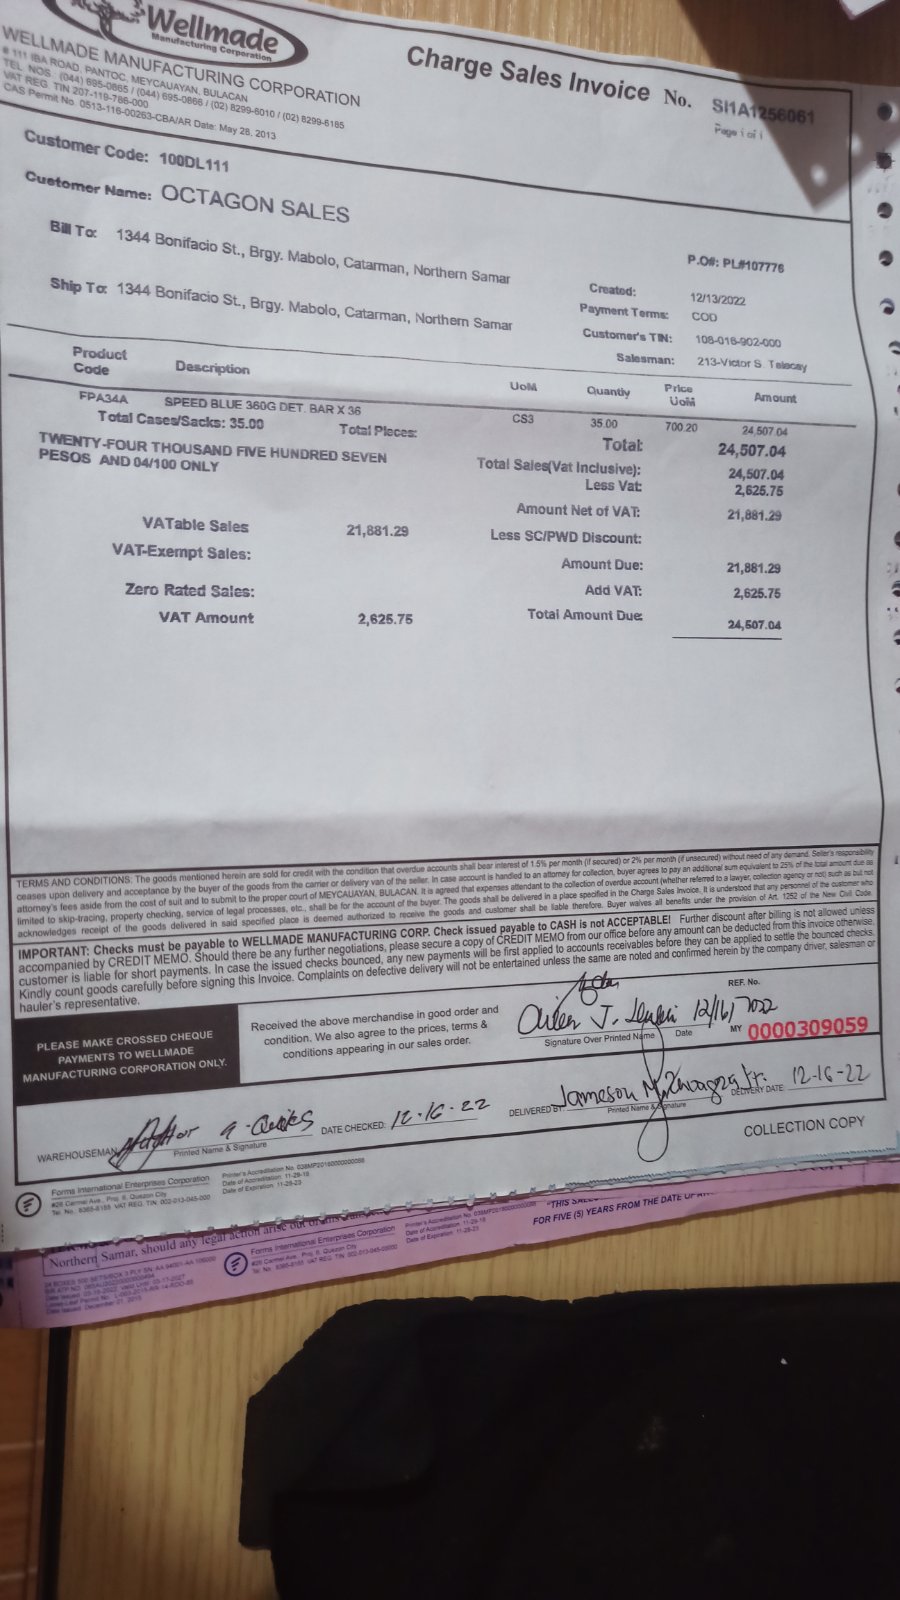 Wellmade
Manufacturing Corporation
WELLMADE MANUFACTURING CORPORATION
# 111 IBA ROAD, PANTOC, MEYCAUAYAN, BULACAN
TEL. NOS. (044) 695-0865 / (044) 695-0866 / (02) 8299-6010 / (02) 8299-6185
VAT REG. TIN 207-119-786-000
CAS Permit No. 0513-116-00263-CBA/AR Date: May 28, 2013
Charge Sales Invoice No. SI1A1256061
Page 1 of 1
Customer Code: 100DL111
Customer Name: OCTAGON SALES
Bill To: 1344 Bonifacio St., Brgy. Mabolo, Catarman, Northern Samar
Ship To: 1344 Bonifacio St., Brgy. Mabolo, Catarman, Northern Samar
P.O#: PL#107776
Created: 12/13/2022
Payment Terms: COD
Customer's TIN: 108-016-902-000
Salesman: 213-Victor S. Telacay
Product Code Description UoM Quantiy Price UoM Amount
FPA34A SPEED BLUE 360G DET. BAR X 36 CS3 35.00 700.20 24,507.04
Total Cases/Sacks: 35.00 Total Pieces: Total: 24,507.04
TWENTY-FOUR THOUSAND FIVE HUNDRED SEVEN
PESOS AND 04/100 ONLY
Total Sales(Vat Inclusive): 24,507.04
Less Vat: 2,625.75
Amount Net of VAT: 21,881.29
VATable Sales 21,881.29 Less SC/PWD Discount:
VAT-Exempt Sales: Amount Due: 21,881.29
Zero Rated Sales: Add VAT: 2,625.75
VAT Amount 2,625.75 Total Amount Due: 24,507.04
TERMS AND CONDITIONS: The goods mentioned herein are sold for credit with the condition that overdue accounts shall bear interest of 1.5% per month (if secured) or 2% per month (if unsecured) without need of any demand. Seller's responsibility
ceases upon delivery and acceptance by the buyer of the goods from the carrier or delivery van of the seller. In case account is handled to an attorney for collection, buyer agrees to pay an additional sum equivalent to 25% of the total amount due as
attorney's fees aside from the cost of suit and to submit to the proper court of MEYCAUAYAN, BULACAN. It is agreed that expenses attendant to the collection of overdue account (whether referred to a lawyer, collection agency or not) such as but not
limited to skip-tracing, property checking, service of legal processes, etc., shall be for the account of the buyer. The goods shall be delivered in a place specified in the Charge Sales Invoice. It is understood that any personnel of the customer who
acknowledges receipt of the goods delivered in said specified place is deemed authorized to receive the goods and customer shall be liable therefore. Buyer waives all benefits under the provision of Art. 1252 of the New Civil Code.
IMPORTANT: Checks must be payable to WELLMADE MANUFACTURING CORP. Check issued payable to CASH is not ACCEPTABLE! Further discount after billing is not allowed unless
accompanied by CREDIT MEMO. Should there be any further negotiations, please secure a copy of CREDIT MEMO from our office before any amount can be deducted from this invoice otherwise
customer is liable for short payments. In case the issued checks bounced, any new payments will be first applied to accounts receivables before they can be applied to settle the bounced checks.
Kindly count goods carefully before signing this Invoice. Complaints on defective delivery will not be entertained unless the same are noted and confirmed herein by the company driver, salesman or
hauler's representative.
PLEASE MAKE CROSSED CHEQUE
PAYMENTS TO WELLMADE
MANUFACTURING CORPORATION ONLY.
Received the above merchandise in good order and
condition. We also agree to the prices, terms &
conditions appearing in our sales order.
12/16/2022
Signature Over Printed Name Date
REF. No.
MY 0000309059
WAREHOUSEMAN
Printed Name & Signature
DATE CHECKED: 12-16-22
DELIVERED BY: Jameson
Printed Name & Signature
DELIVERY DATE: 12-16-22
COLLECTION COPY
Forms International Enterprises Corporation
#28 Carmel Ave., Proj. 6, Quezon City
Tel. No. 8365-8155 VAT REG. TIN: 002-013-045-000
Printer's Accreditation No. 038MP20180000000088
Date of Accreditation: 11-29-18
Date of Expiration: 11-28-23
"THIS
FOR FIVE (5) YEARS FROM THE DATE OF
Northern Samar, should any legal action arise out of
Forms International Enterprises Corporation
#28 Carmel Ave., Proj. 6, Quezon City